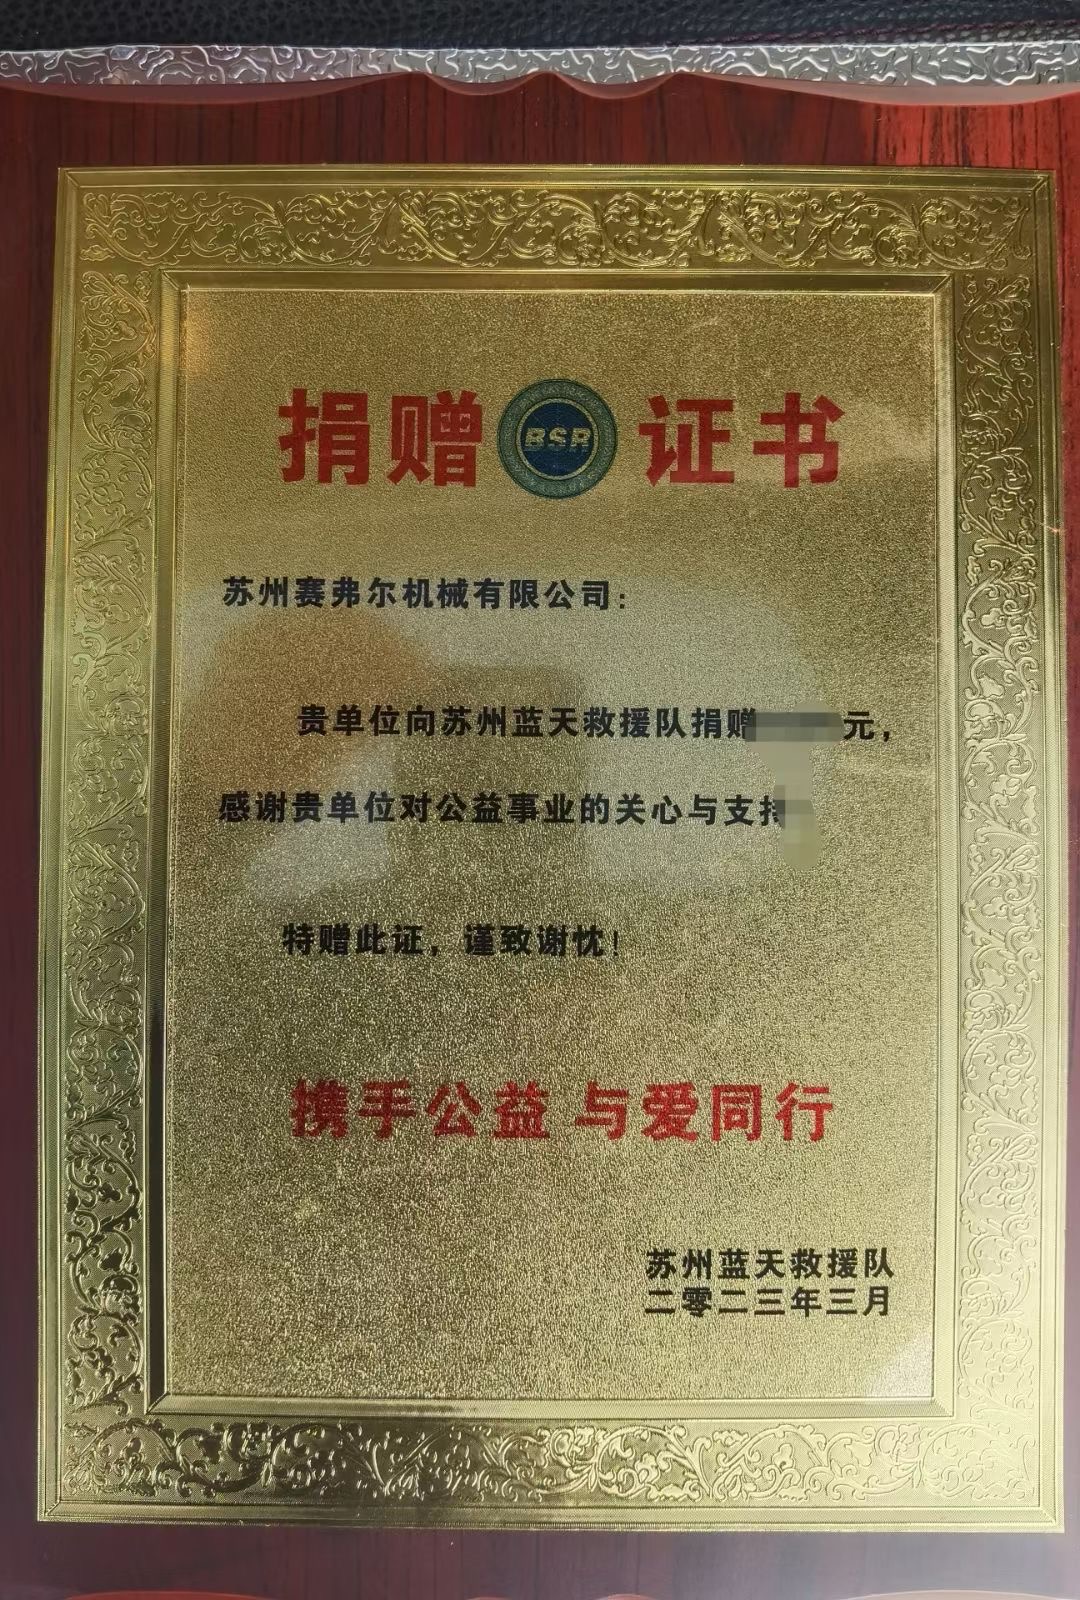 捐赠 BSR 证书
苏州赛弗尔机械有限公司：
贵单位向苏州蓝天救援队捐赠 元，
感谢贵单位对公益事业的关心与支持
特赠此证，谨致谢忱！
携手公益 与爱同行
苏州蓝天救援队
二零二三年三月